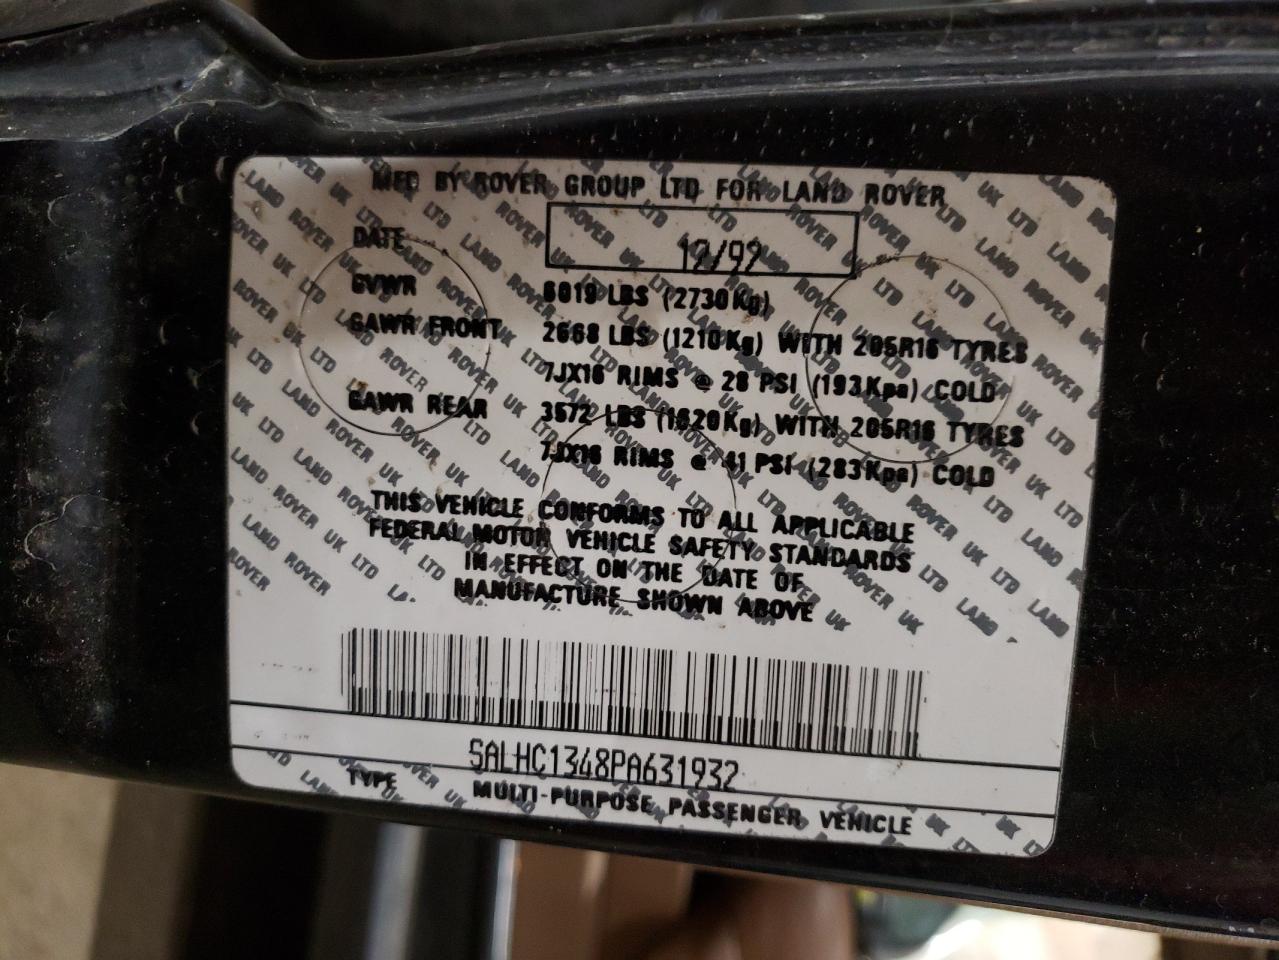 MFD BY ROVER GROUP LTD FOR LAND ROVER
DATE 12/92
GVWR 6019 LBS (2730Kg)
GAWR FRONT 2668 LBS (1210Kg) WITH 205R16 TYRES
7JX16 RIMS @ 28 PSI (193Kpa) COLD
GAWR REAR 3572 LBS (1620Kg) WITH 205R16 TYRES
7JX16 RIMS @ 41 PSI (283Kpa) COLD
THIS VEHICLE CONFORMS TO ALL APPLICABLE
FEDERAL MOTOR VEHICLE SAFETY STANDARDS
IN EFFECT ON THE DATE OF
MANUFACTURE SHOWN ABOVE
SALHC1348PA631932
TYPE MULTI-PURPOSE PASSENGER VEHICLE